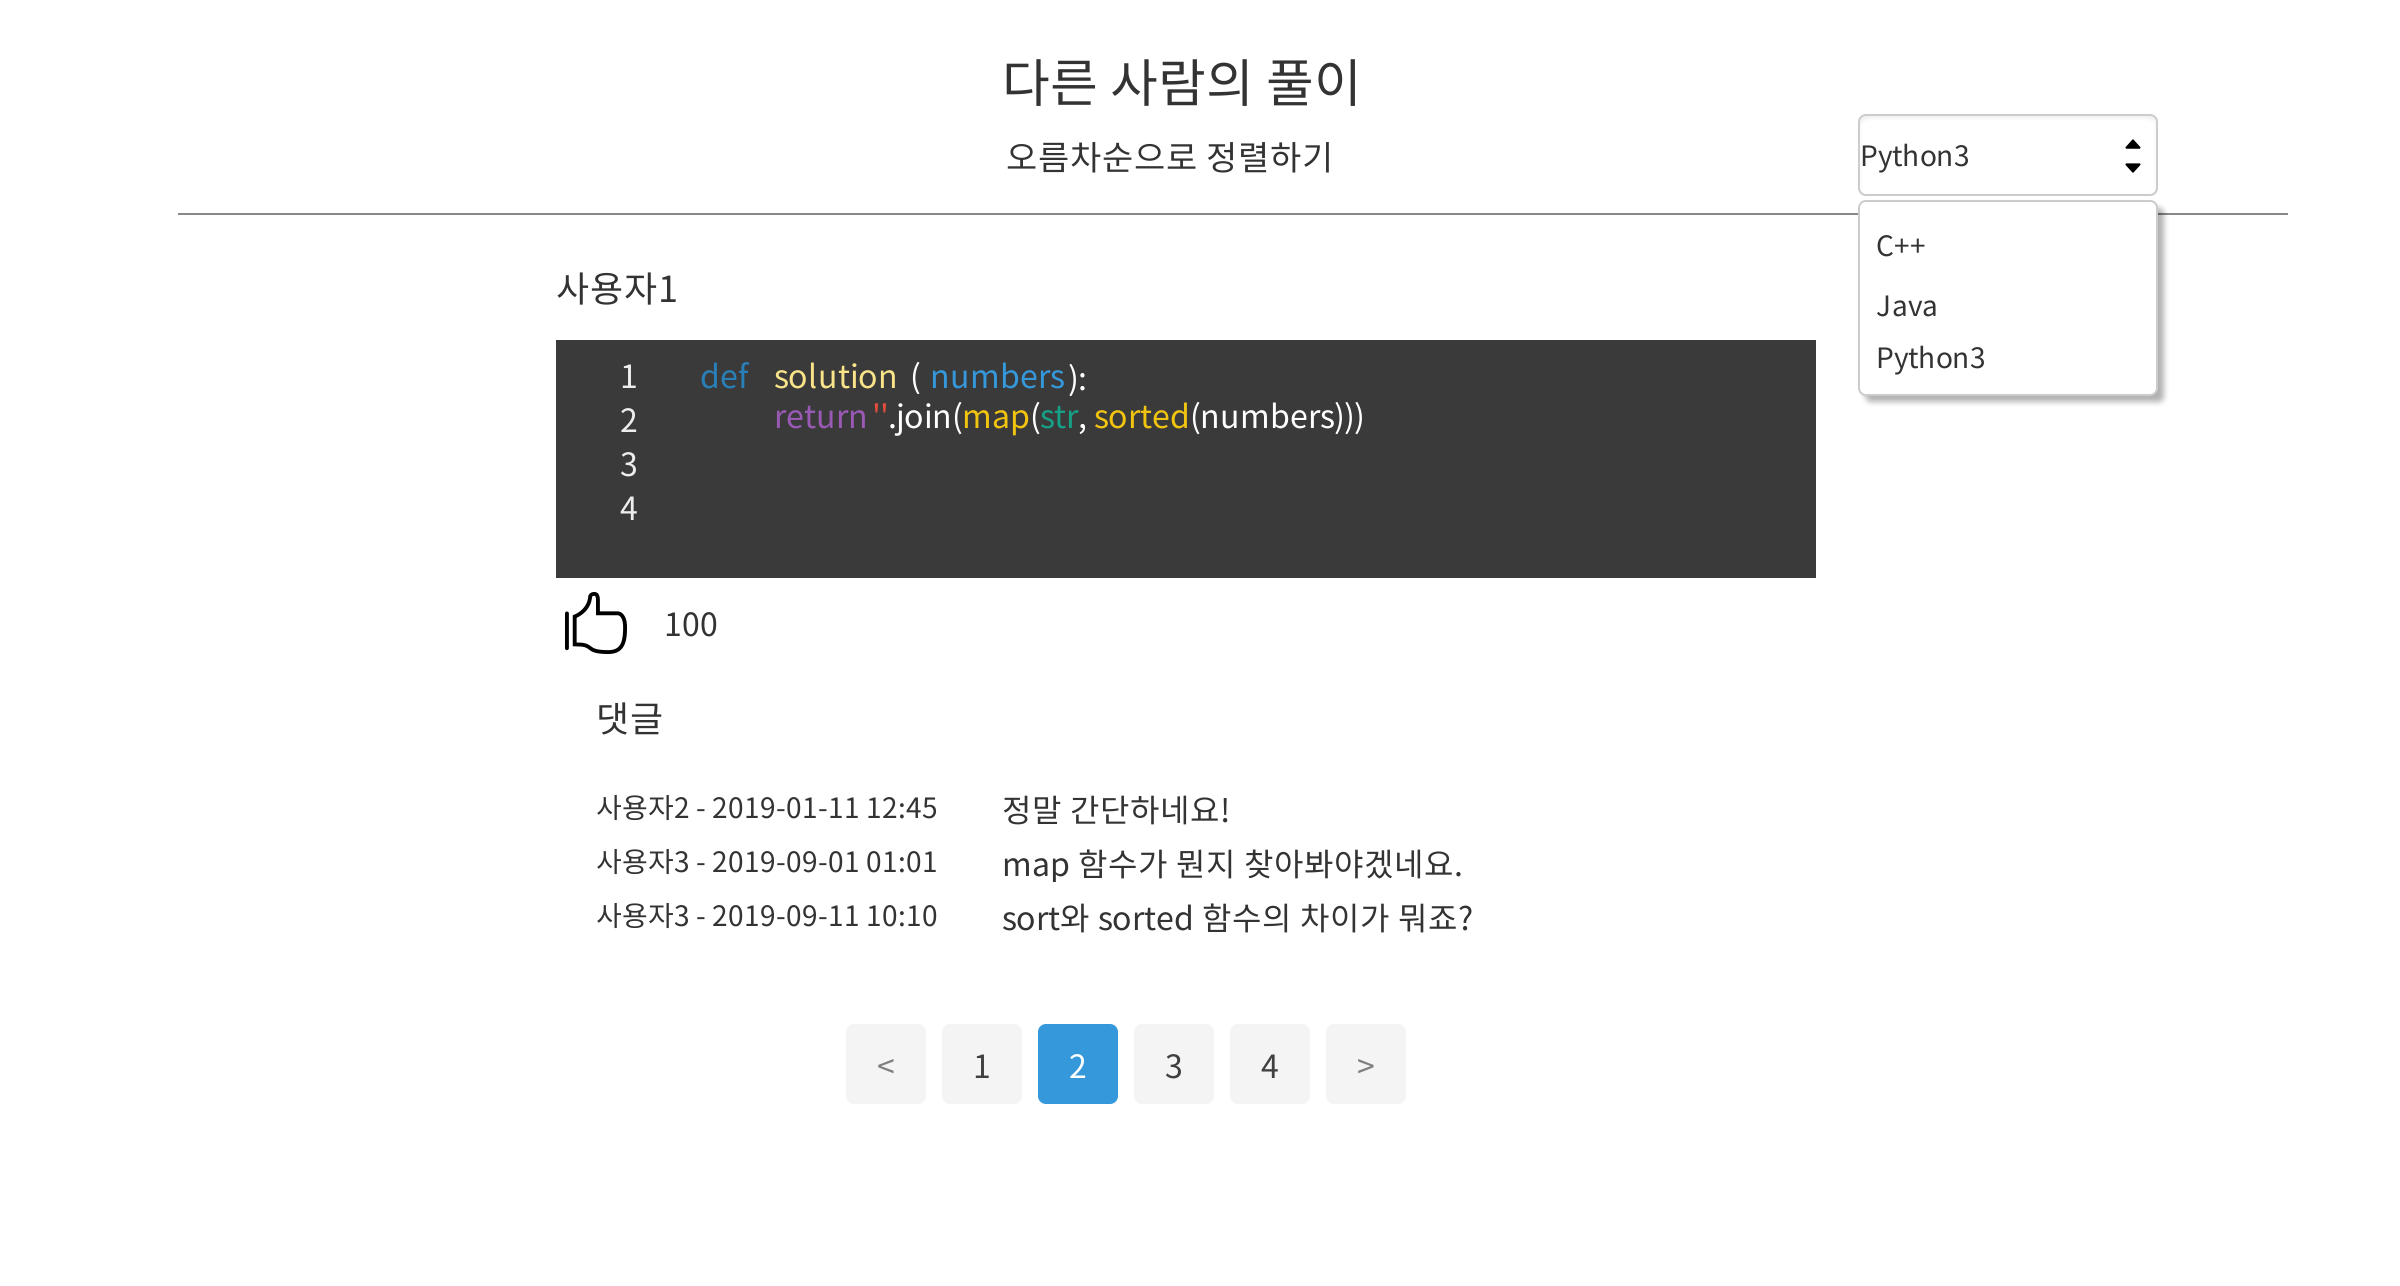 다른 사람의 풀이
오름차순으로 정렬하기
Python3
C++
Java
Python3
사용자1
1 def solution ( numbers):
2 return ''.join(map(str, sorted(numbers)))
3
4
100
댓글
사용자2 - 2019-01-11 12:45 정말 간단하네요!
사용자3 - 2019-09-01 01:01 map 함수가 뭔지 찾아봐야겠네요.
사용자3 - 2019-09-11 10:10 sort와 sorted 함수의 차이가 뭐죠?
< 1 2 3 4 >